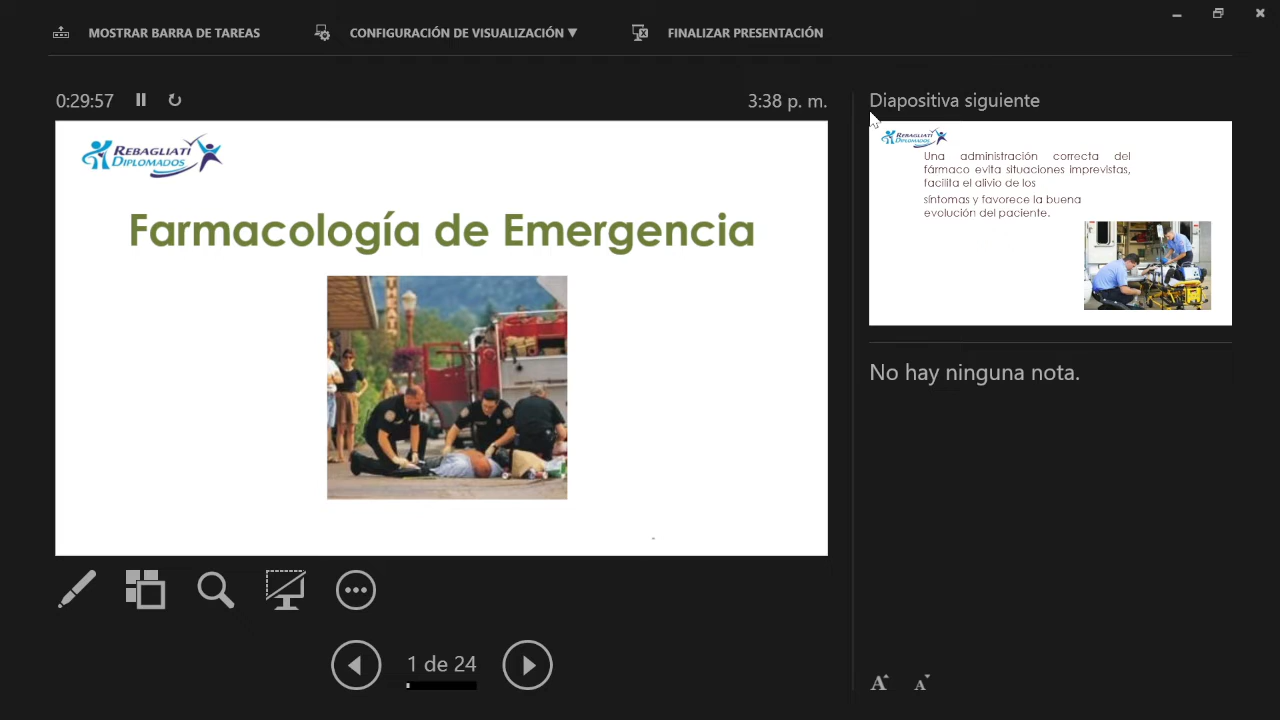 MOSTRAR BARRA DE TAREAS
CONFIGURACIÓN DE VISUALIZACIÓN ▼
FINALIZAR PRESENTACIÓN
0:29:57
3:38 p. m.
REBAGLIATI
DIPLOMADOS
Farmacología de Emergencia
Diapositiva siguiente
REBAGLIATI
DIPLOMADOS
Una administración correcta del
fármaco evita situaciones imprevistas,
facilita el alivio de los
síntomas y favorece la buena
evolución del paciente.
No hay ninguna nota.
1 de 24
A A